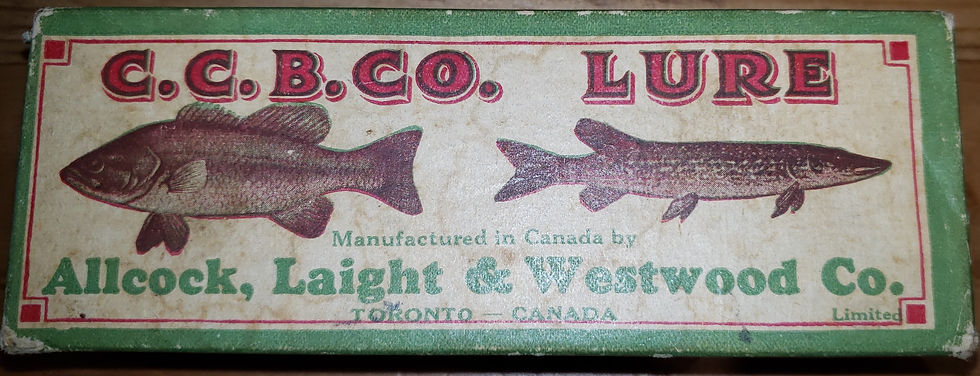 C.C.B.CO. LURE
Manufactured in Canada by
Allcock, Laight & Westwood Co.
TORONTO — CANADA
Limited